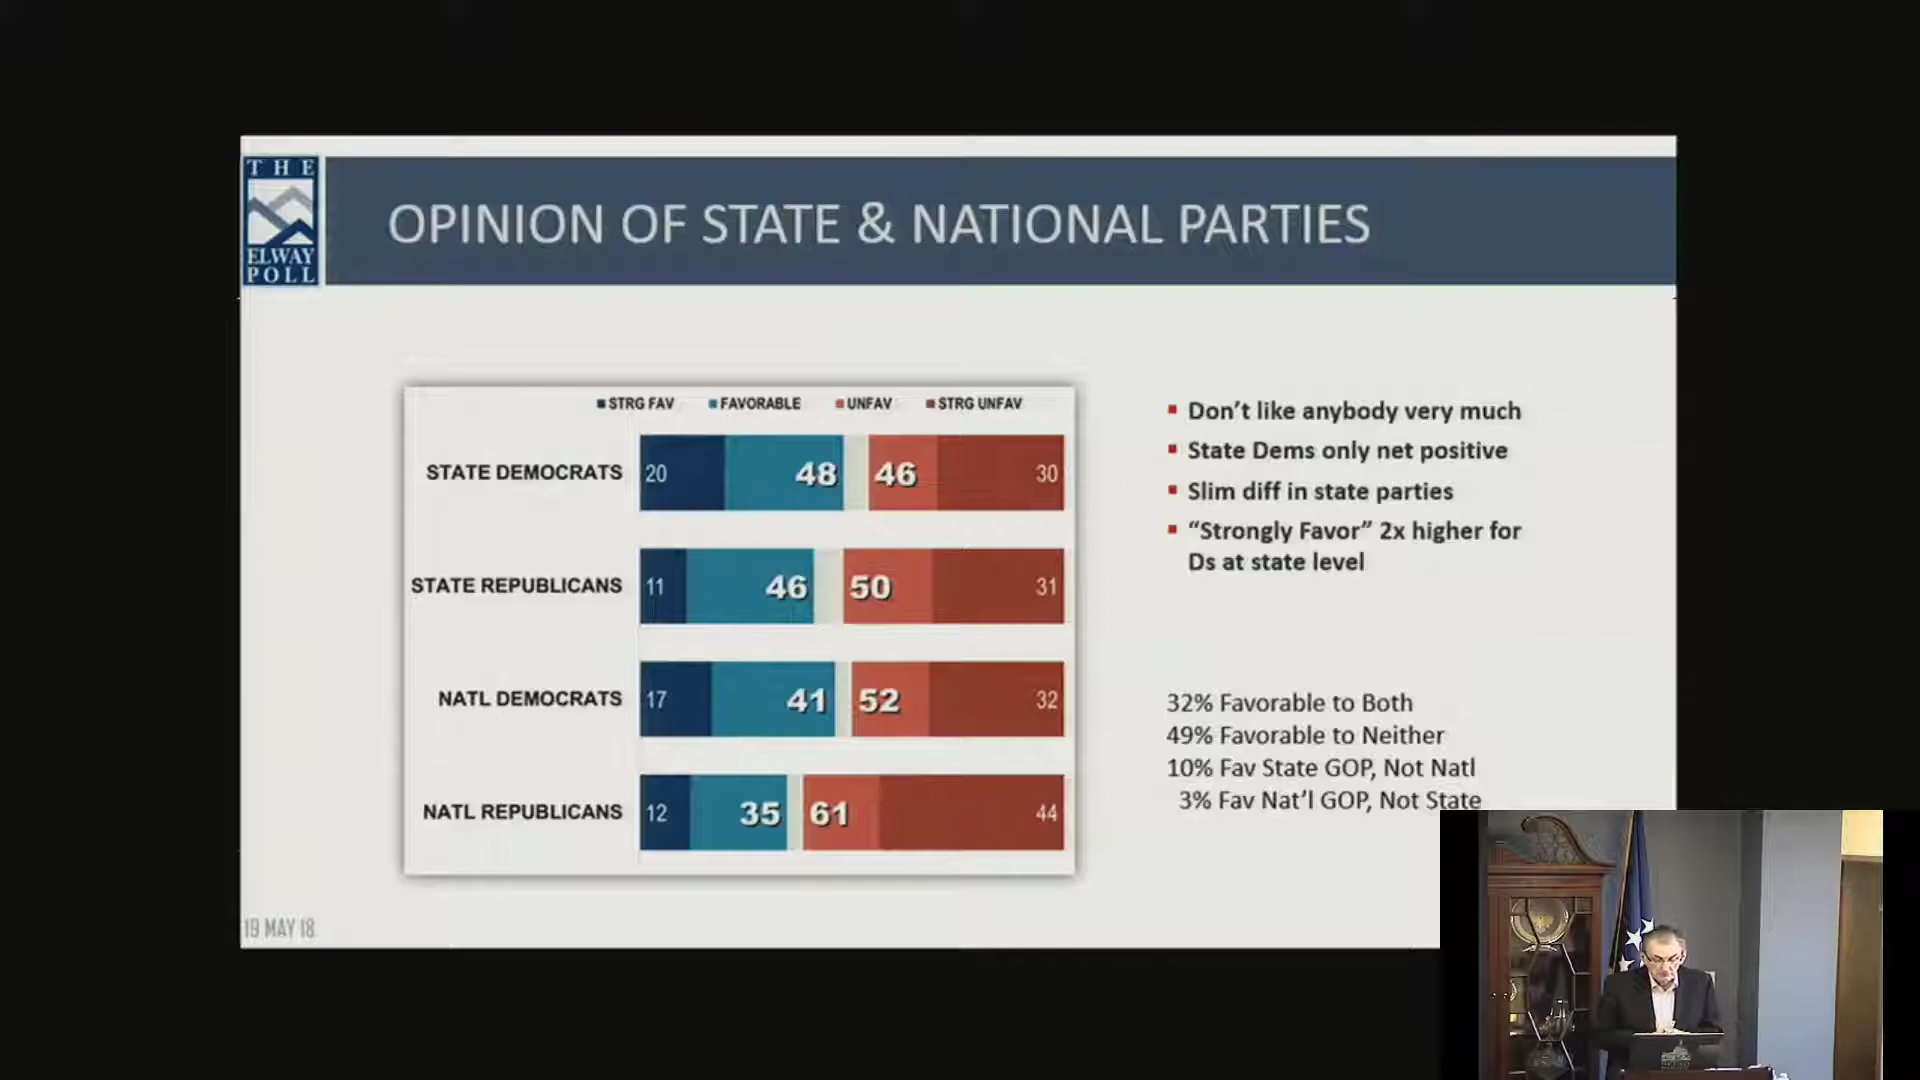 THE
ELWAY
POLL
OPINION OF STATE & NATIONAL PARTIES
STRG FAV FAVORABLE UNFAV STRG UNFAV
STATE DEMOCRATS 20 48 46 30
STATE REPUBLICANS 11 46 50 31
NATL DEMOCRATS 17 41 52 32
NATL REPUBLICANS 12 35 61 44
Don't like anybody very much
State Dems only net positive
Slim diff in state parties
“Strongly Favor” 2x higher for
Ds at state level
32% Favorable to Both
49% Favorable to Neither
10% Fav State GOP, Not Natl
3% Fav Nat'l GOP, Not State
19 MAY 18